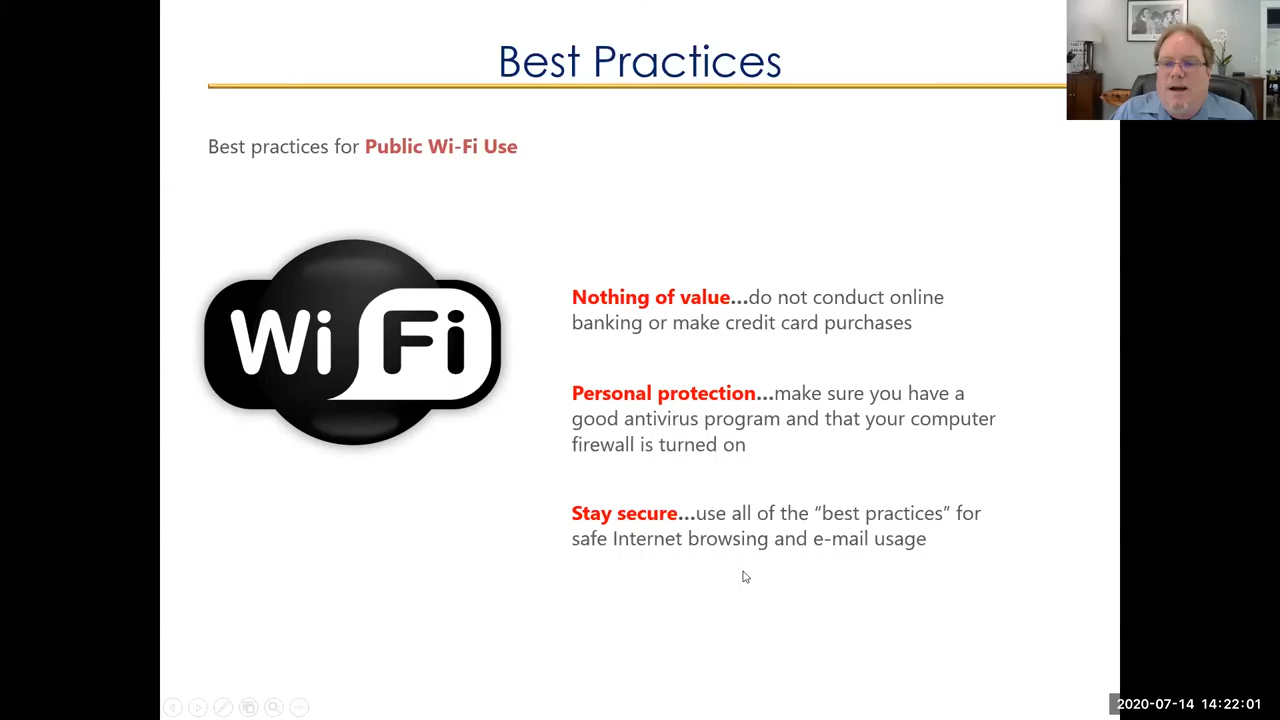 Best Practices
Best practices for Public Wi-Fi Use
Wi Fi
Nothing of value...do not conduct online
banking or make credit card purchases
Personal protection...make sure you have a
good antivirus program and that your computer
firewall is turned on
Stay secure...use all of the “best practices” for
safe Internet browsing and e-mail usage
2020-07-14 14:22:01